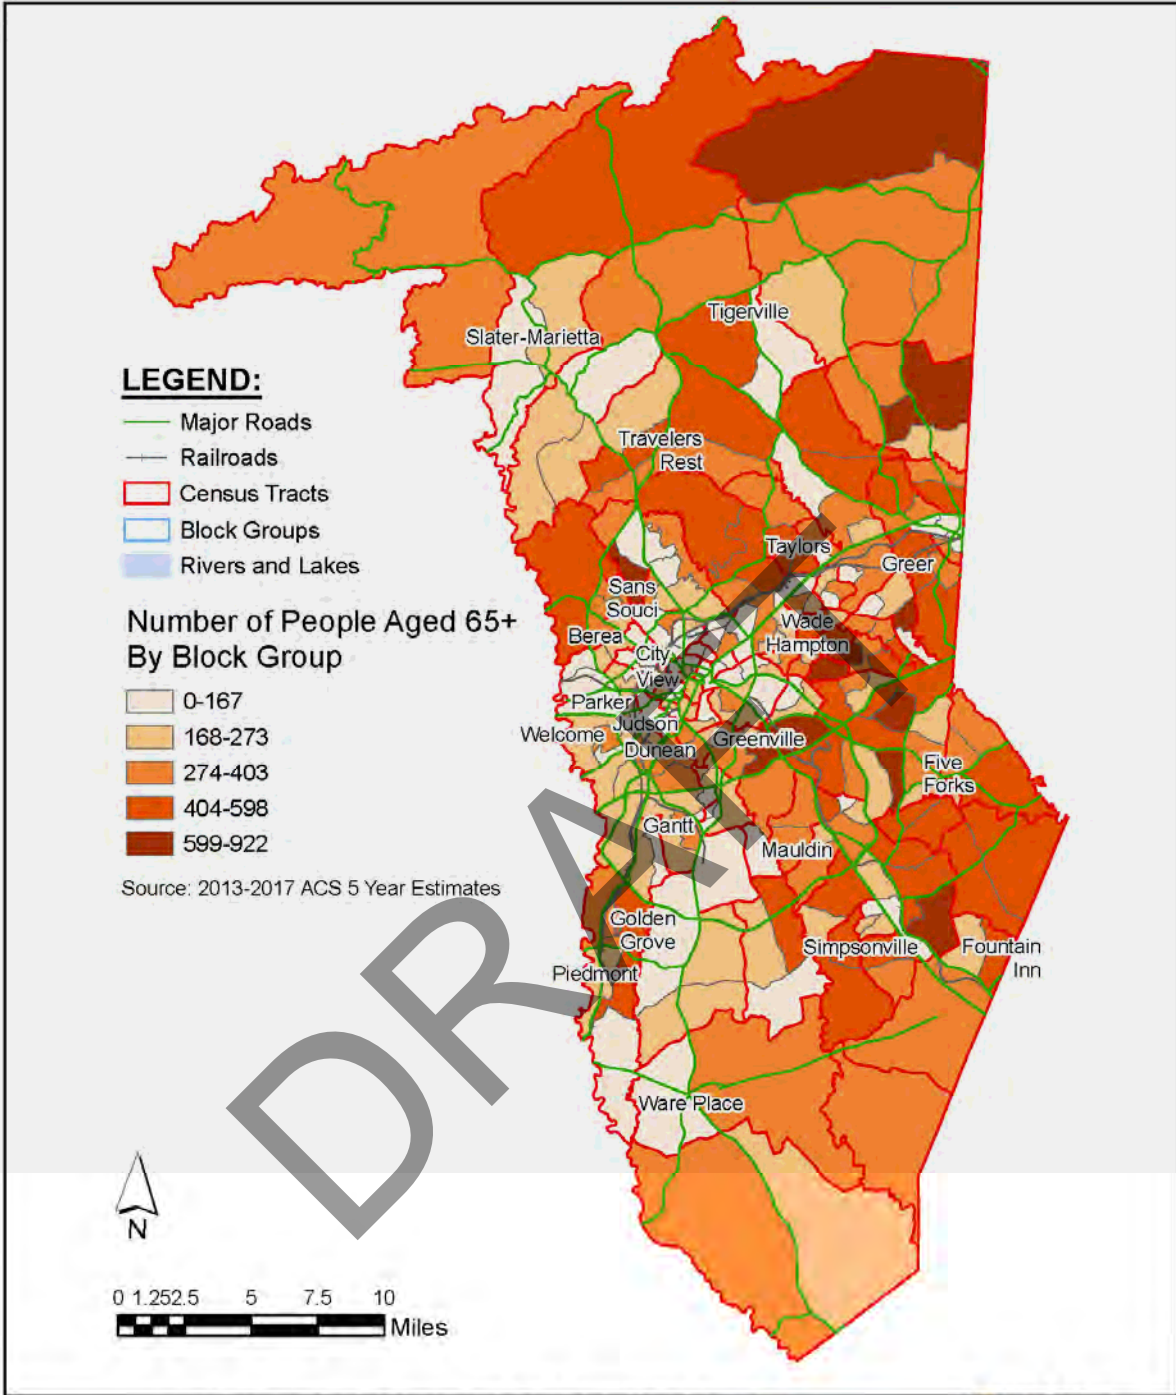 Tigerville
Slater-Marietta
LEGEND:
Major Roads
Railroads
Census Tracts
Block Groups
Rivers and Lakes
Travelers
Rest
Taylors
Greer
Sans
Souci
Number of People Aged 65+
By Block Group
Berea
Wade
Hampton
City
View
0-167
Parker
168-273
Judson
Welcome
Dunean
Greenville
274-403
Five
Forks
404-598
Gantt
599-922
Mauldin
Source: 2013-2017 ACS 5 Year Estimates
Golden
Grove
Simpsonville
Fountain
Inn
Piedmont
DRAFT
Ware Place
N
0 1.252.5 5 7.5 10
Miles